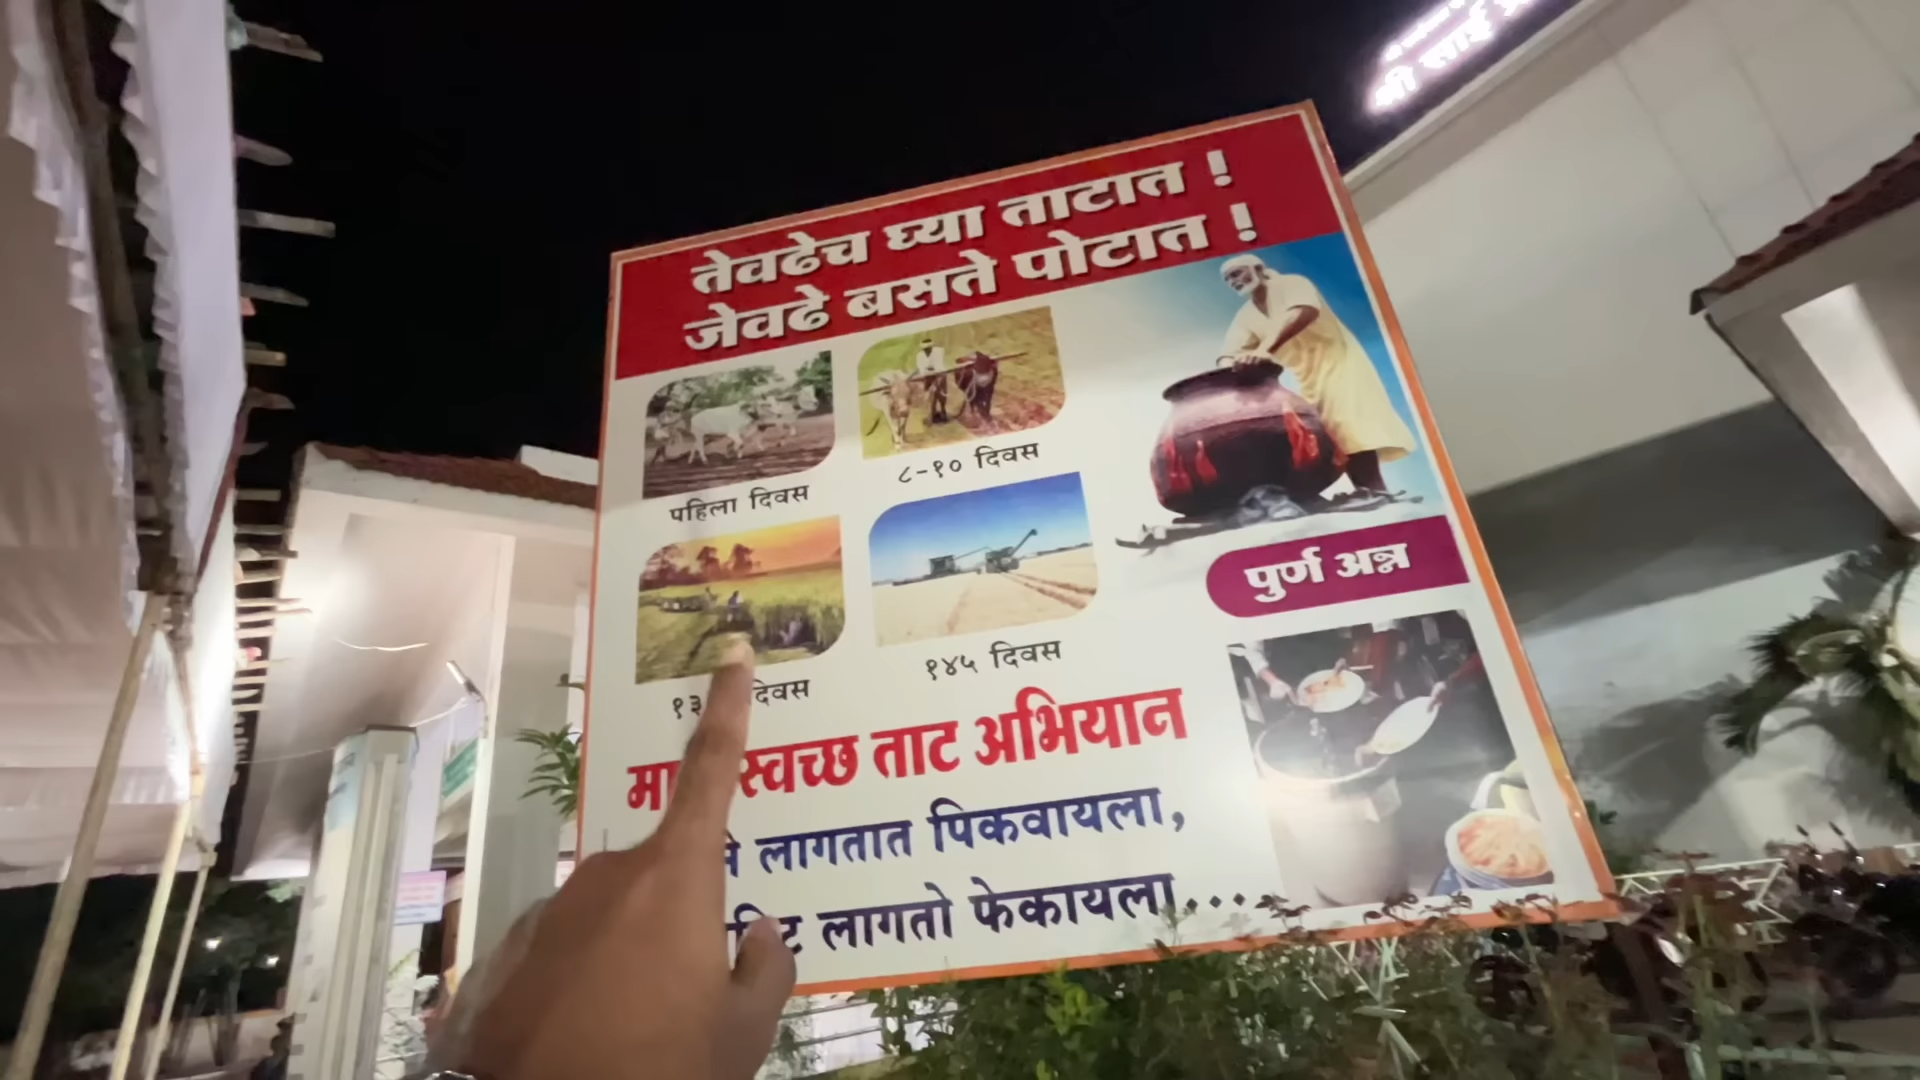 श्री साई
तेवढेच घ्या ताटात !
जेवढे बसते पोटात !
पहिला दिवस
८-१० दिवस
दिवस
१४५ दिवस
पुर्ण अन्न
स्वच्छ ताट अभियान
लागतात पिकवायला,
लागतो फेकायला....